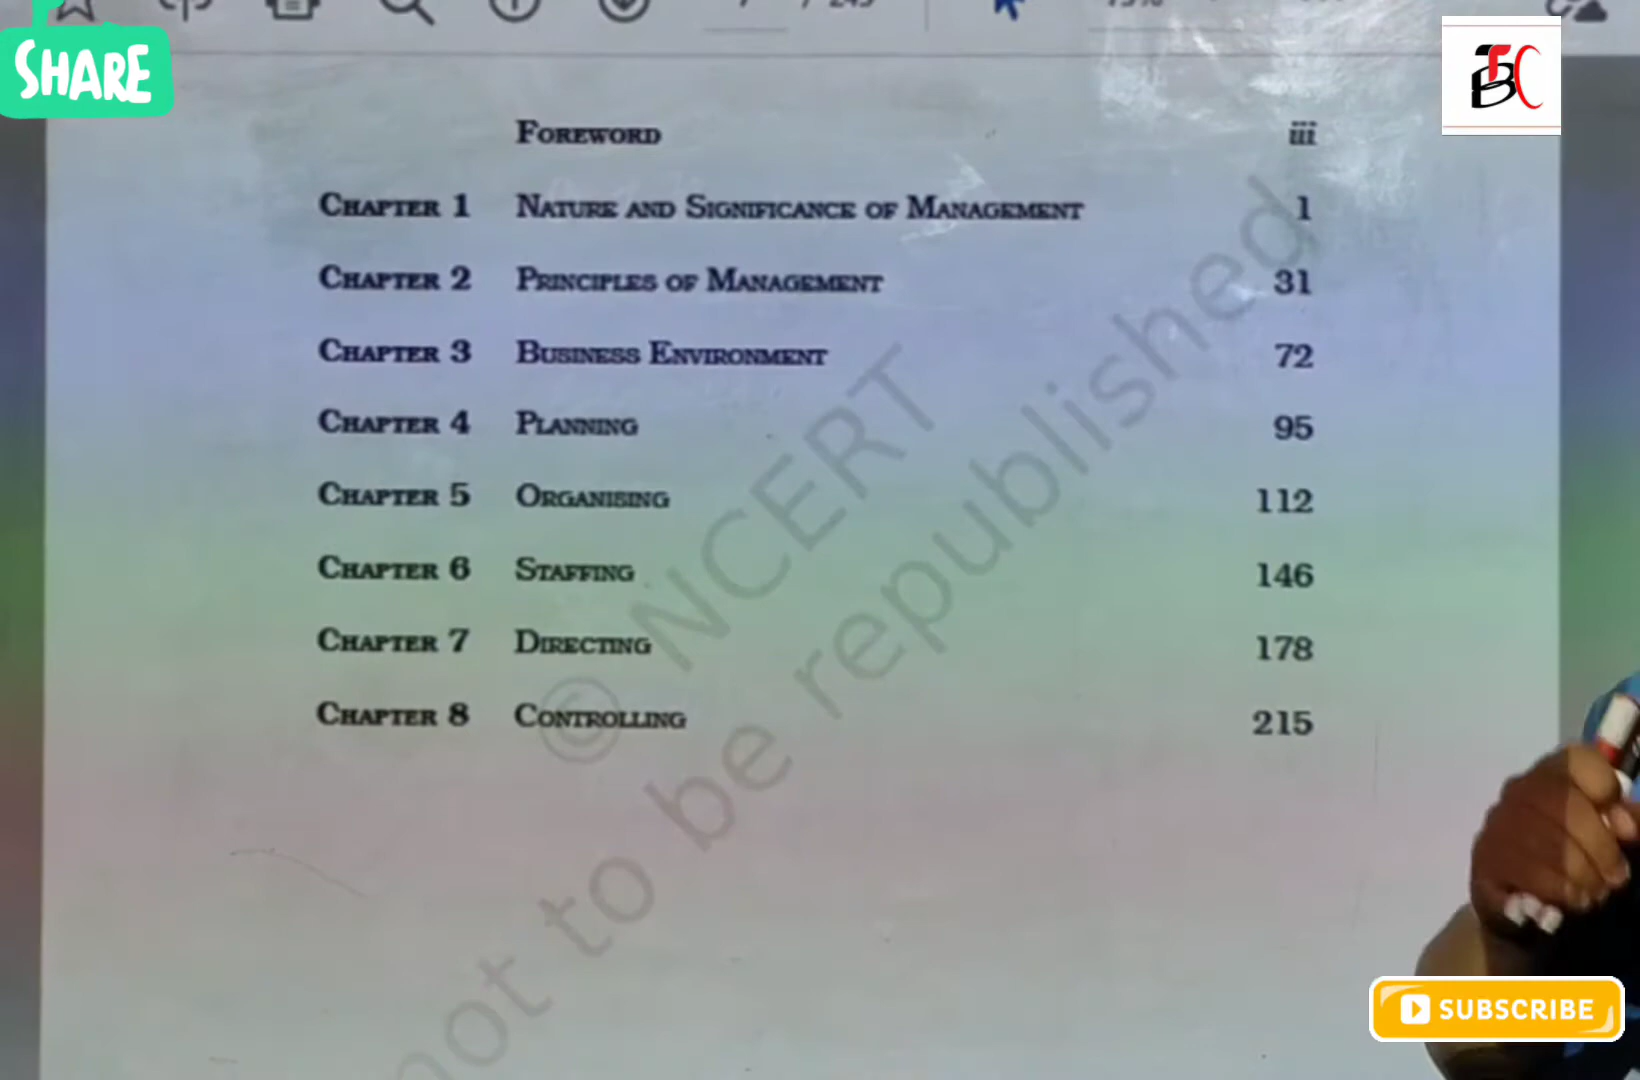 SHARE
TBC
FOREWORD iii
CHAPTER 1 NATURE AND SIGNIFICANCE OF MANAGEMENT 1
CHAPTER 2 PRINCIPLES OF MANAGEMENT 31
CHAPTER 3 BUSINESS ENVIRONMENT 72
CHAPTER 4 PLANNING 95
CHAPTER 5 ORGANISING 112
CHAPTER 6 STAFFING 146
CHAPTER 7 DIRECTING 178
CHAPTER 8 CONTROLLING 215
© NCERT
not to be republished
SUBSCRIBE